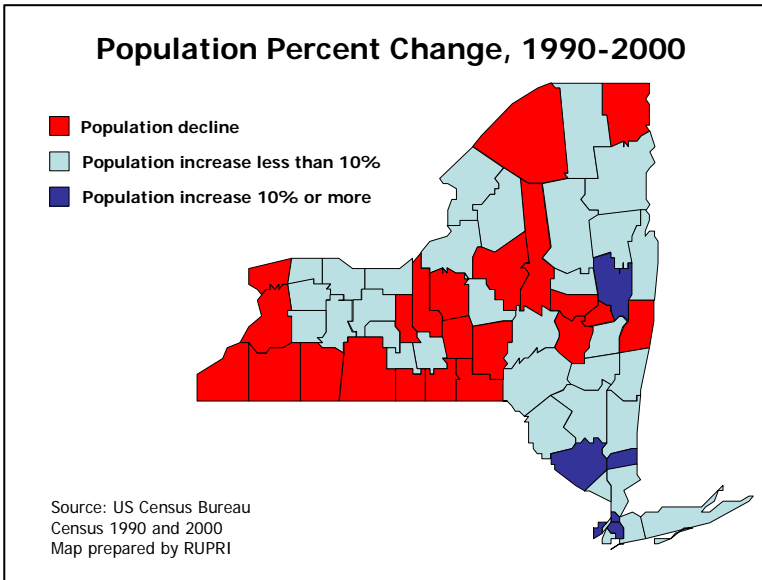 Population Percent Change, 1990-2000
Population decline
Population increase less than 10%
Population increase 10% or more
Source: US Census Bureau
Census 1990 and 2000
Map prepared by RUPRI